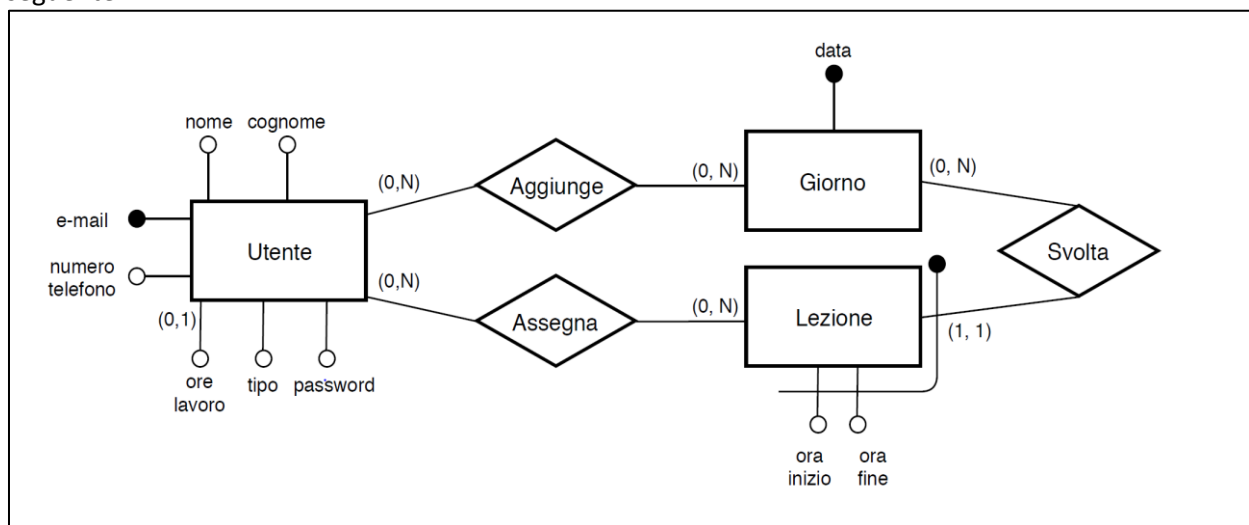 data
nome cognome
(0,N) Aggiunge (0, N) Giorno (0, N)
e-mail
Utente Svolta
numero
telefono
(0,N)
(0,1)
Assegna (0, N) Lezione (1, 1)
ore
lavoro
tipo password
ora
inizio
ora
fine